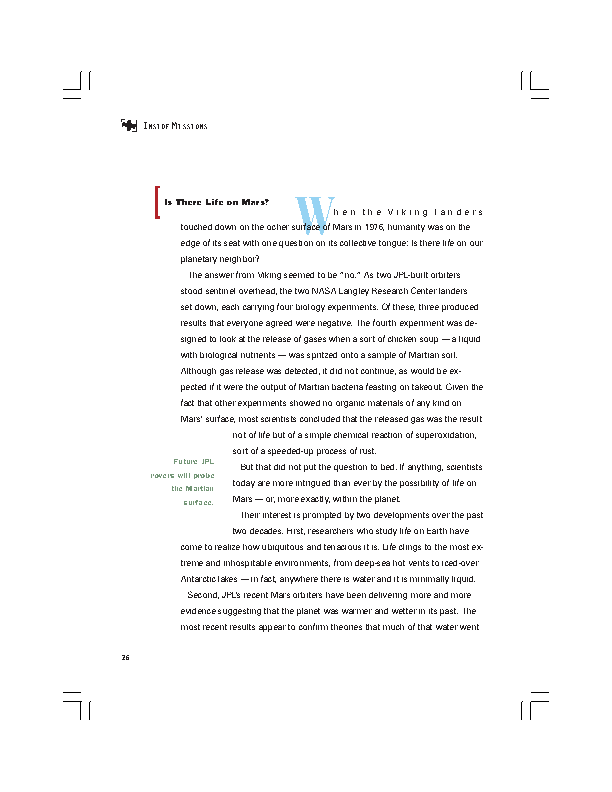 INSIDE MISSIONS
Is There Life on Mars?
When the Viking landers
touched down on the ocher surface of Mars in 1976, humanity was on the
edge of its seat with one question on its collective tongue: Is there life on our
planetary neighbor?
The answer from Viking seemed to be “no.” As two JPL-built orbiters
stood sentinel overhead, the two NASA Langley Research Center landers
set down, each carrying four biology experiments. Of these, three produced
results that everyone agreed were negative. The fourth experiment was de-
signed to look at the release of gases when a sort of chicken soup — a liquid
with biological nutrients — was spritzed onto a sample of Martian soil.
Although gas release was detected, it did not continue, as would be ex-
pected if it were the output of Martian bacteria feasting on takeout. Given the
fact that other experiments showed no organic materials of any kind on
Mars’ surface, most scientists concluded that the released gas was the result
not of life but of a simple chemical reaction of superoxidation,
sort of a speeded-up process of rust.
But that did not put the question to bed. If anything, scientists
today are more intrigued than ever by the possibility of life on
Mars — or, more exactly, within the planet.
Their interest is prompted by two developments over the past
two decades. First, researchers who study life on Earth have
come to realize how ubiquitous and tenacious it is. Life clings to the most ex-
treme and inhospitable environments, from deep-sea hot vents to iced-over
Antarctic lakes — in fact, anywhere there is water and it is minimally liquid.
Second, JPL’s recent Mars orbiters have been delivering more and more
evidence suggesting that the planet was warmer and wetter in its past. The
most recent results appear to confirm theories that much of that water went
Future JPL
rovers will probe
the Martian
surface.
26